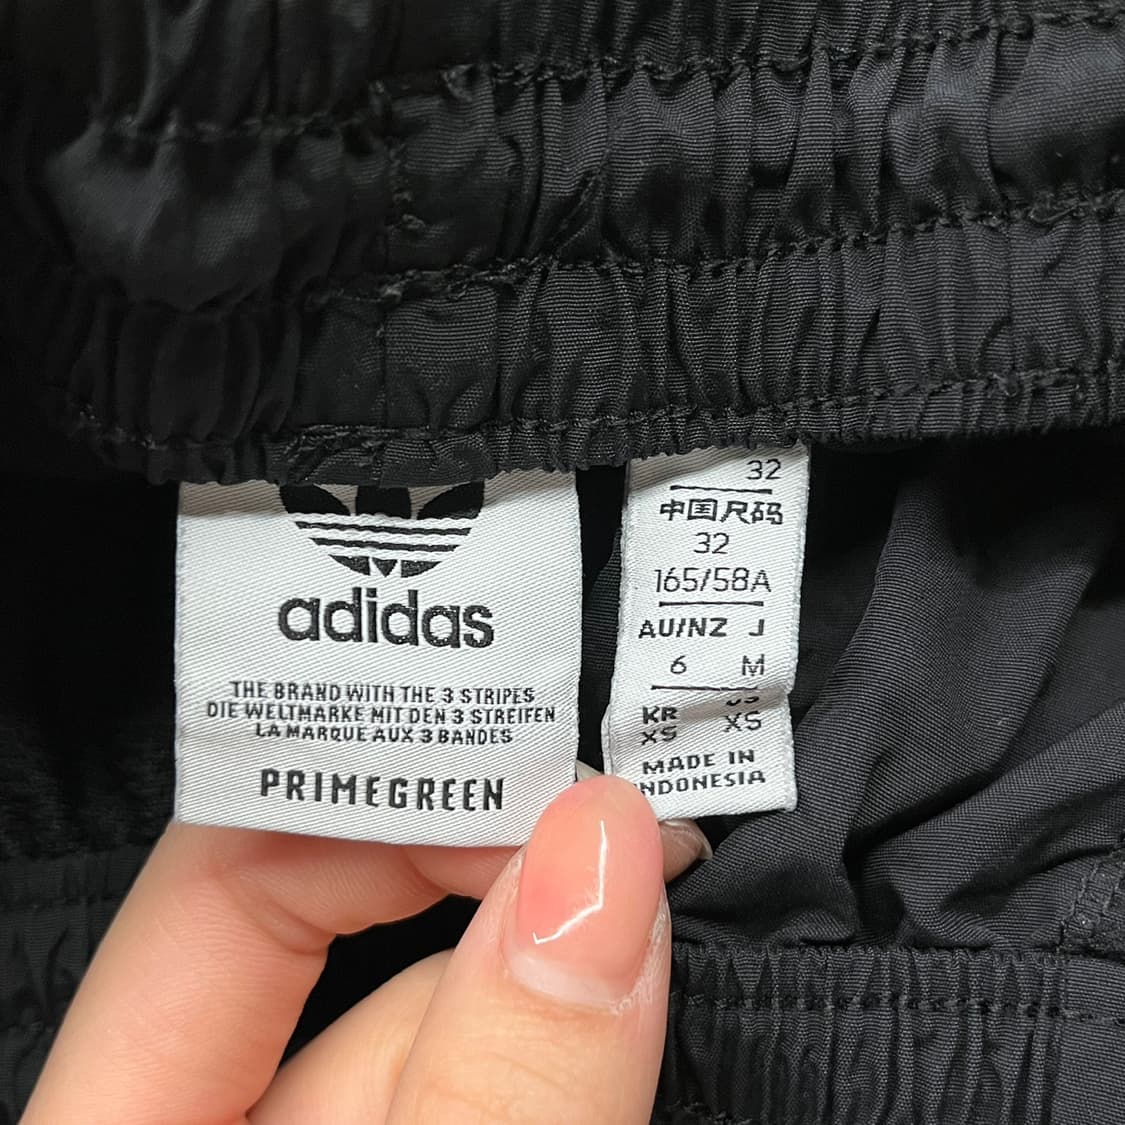 adidas
THE BRAND WITH THE 3 STRIPES
DIE WELTMARKE MIT DEN 3 STREIFEN
LA MARQUE AUX 3 BANDES
PRIMEGREEN
32
中国尺码
32
165/58A
AU/NZ J
6 M
KR US
XS XS
MADE IN
INDONESIA